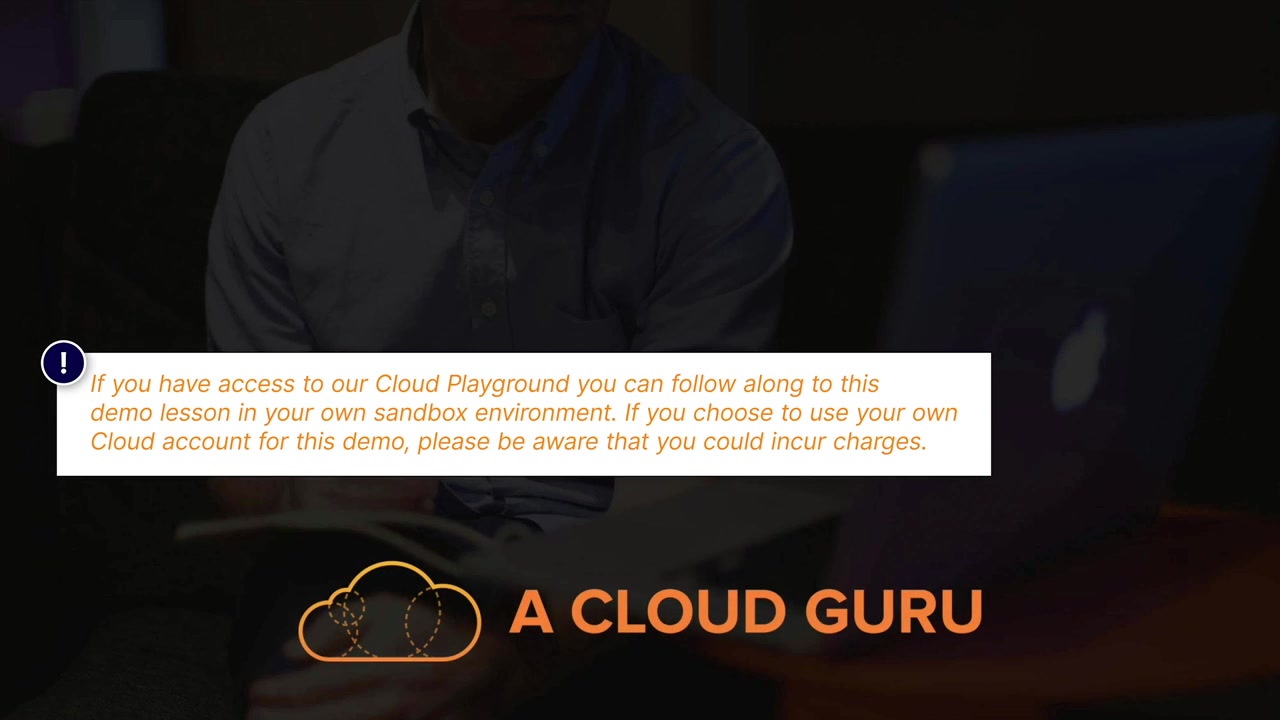 !
If you have access to our Cloud Playground you can follow along to this
demo lesson in your own sandbox environment. If you choose to use your own
Cloud account for this demo, please be aware that you could incur charges.
A CLOUD GURU